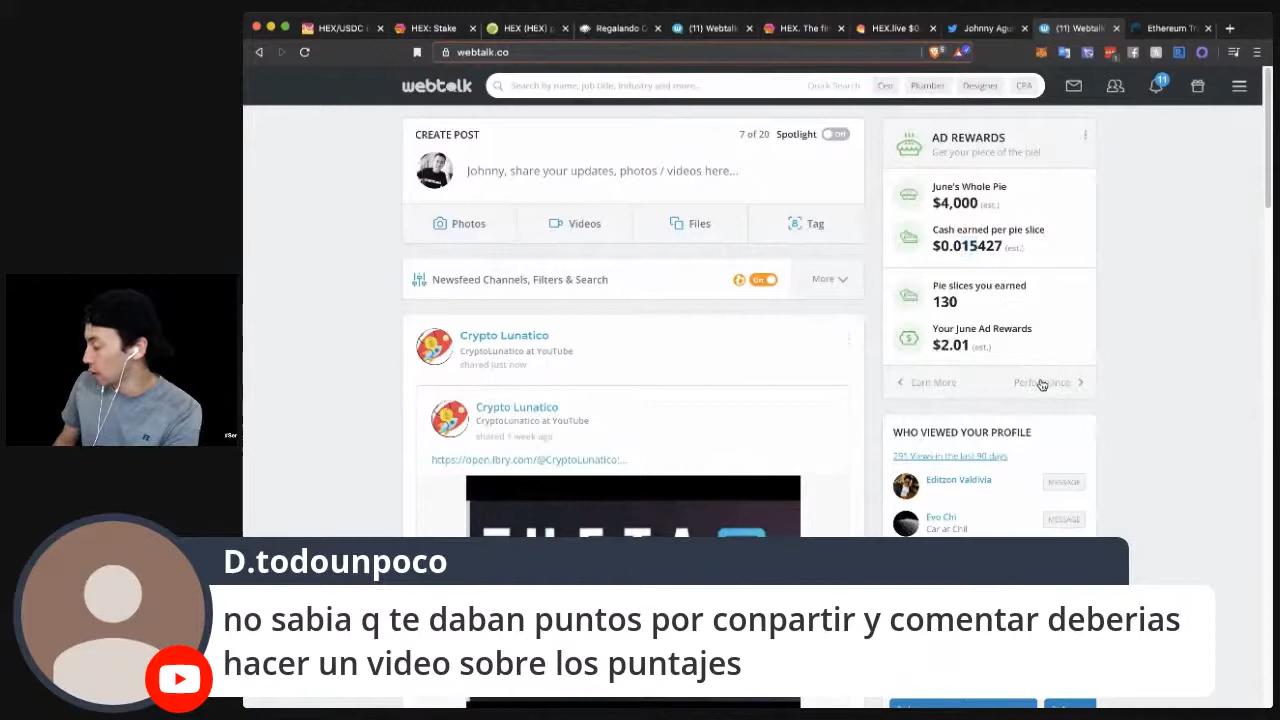 HEX/USDC
HEX: Stake
HEX (HEX) p
Regalando C
(11) Webtalk
HEX. The fi
HEX.live $0
Johnny Agu
(11) Webtalk
Ethereum Tr
webtalk.co
webtalk
Search by name, job title, industry and more...
Quark Search
Ceo
Plumber
Designer
CPA
11
CREATE POST
7 of 20
Spotlight
Off
Johnny, share your updates, photos / videos here...
Photos
Videos
Files
Tag
Newsfeed Channels, Filters & Search
On
More
Crypto Lunatico
CryptoLunatico at YouTube
shared just now
Crypto Lunatico
CryptoLunatico at YouTube
shared 1 week ago
https://open.lbry.com/@CryptoLunatico:...
THETA
AD REWARDS
Get your piece of the pie!
June's Whole Pie
$4,000 (est.)
Cash earned per pie slice
$0.015427 (est.)
Pie slices you earned
130
Your June Ad Rewards
$2.01 (est.)
Earn More
Performance
WHO VIEWED YOUR PROFILE
291 Views in the last 90 days
Editzon Valdivia
MESSAGE
Evo Chi
Car at Chil
MESSAGE
D.todounpoco
no sabia q te daban puntos por conpartir y comentar deberias
hacer un video sobre los puntajes